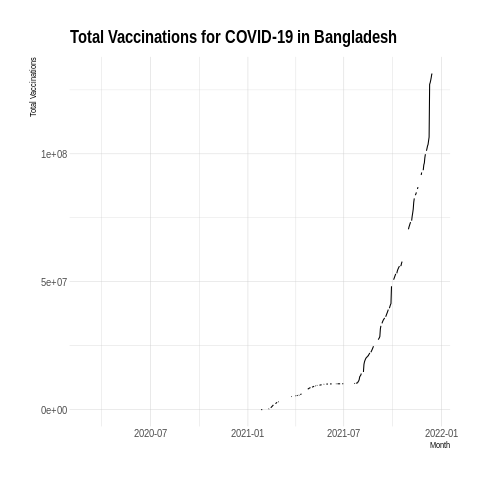 Total Vaccinations for COVID-19 in Bangladesh
Total Vaccinations
1e+08
5e+07
0e+00
2020-07
2021-01
2021-07
2022-01
Month